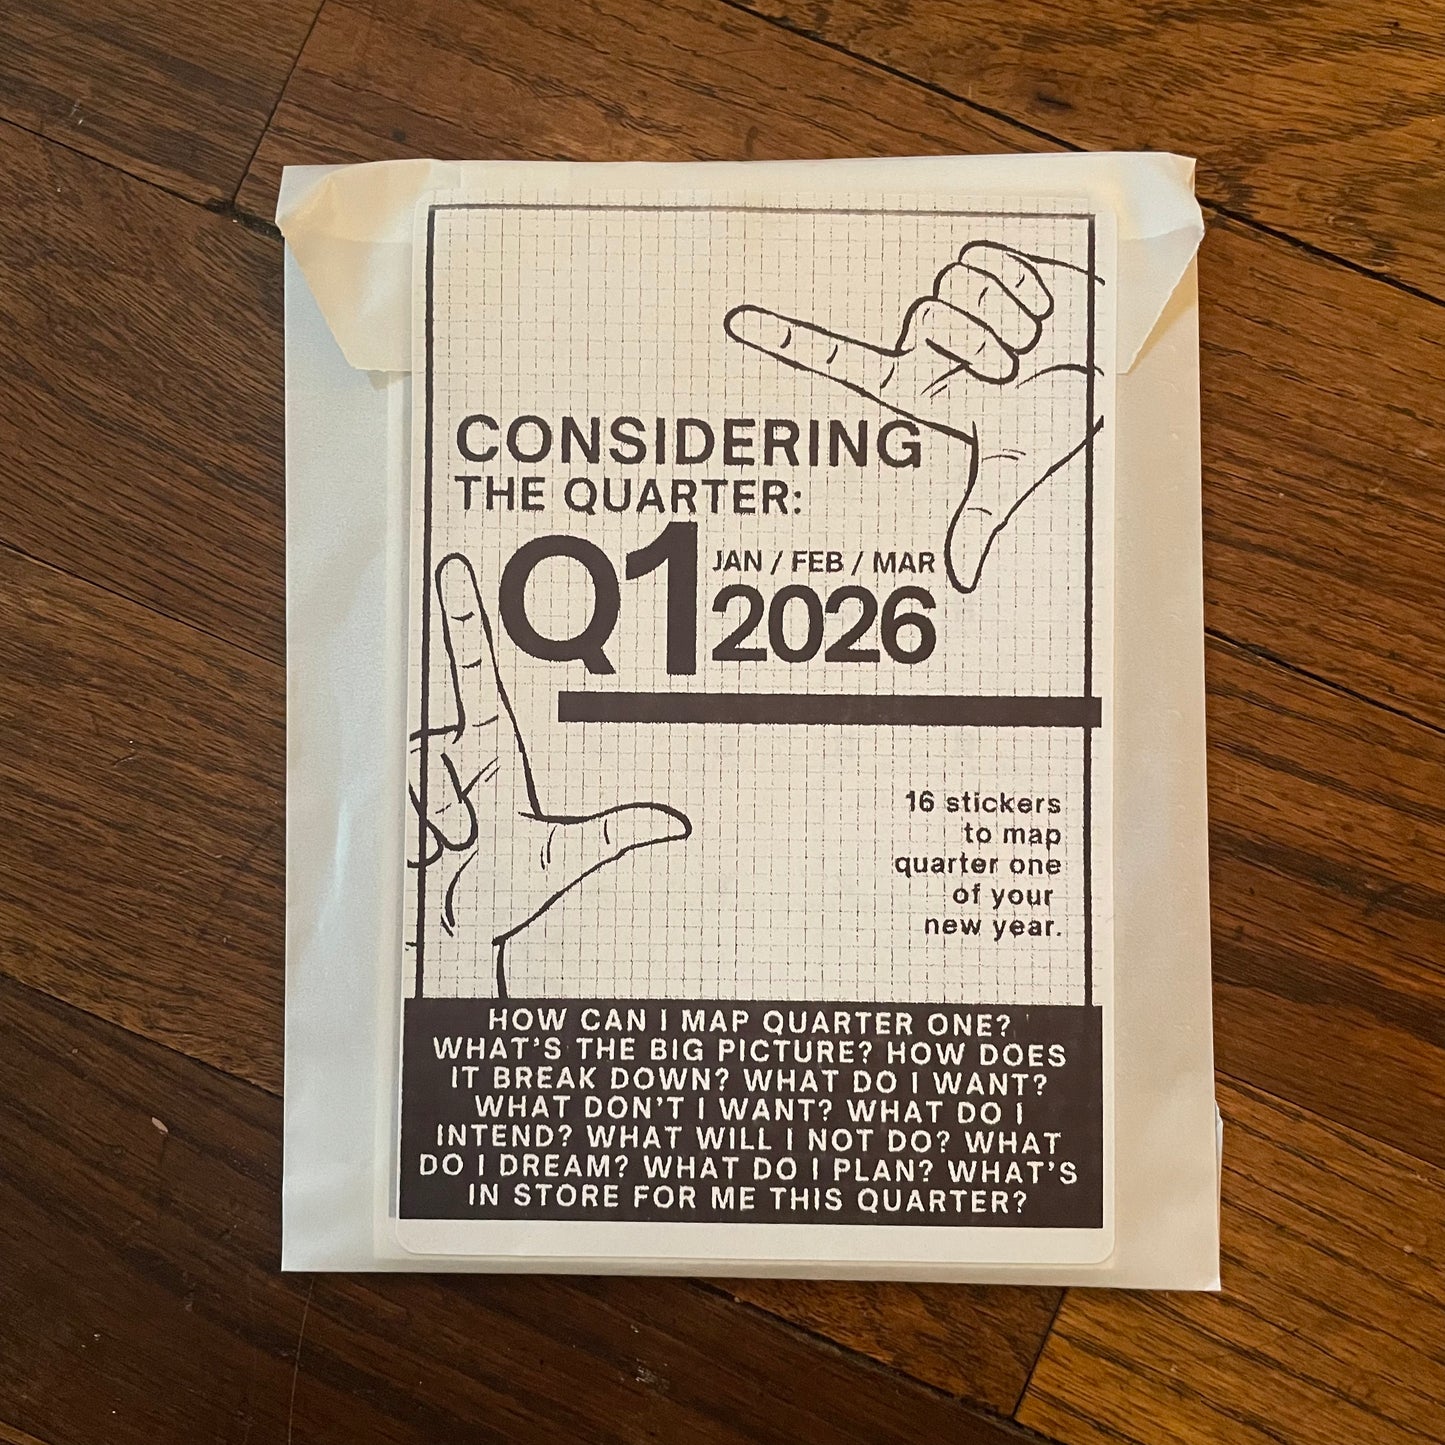 CONSIDERING
THE QUARTER:
Q1
JAN / FEB / MAR
2026
16 stickers
to map
quarter one
of your
new year.
HOW CAN I MAP QUARTER ONE?
WHAT'S THE BIG PICTURE? HOW DOES
IT BREAK DOWN? WHAT DO I WANT?
WHAT DON'T I WANT? WHAT DO I
INTEND? WHAT WILL I NOT DO? WHAT
DO I DREAM? WHAT DO I PLAN? WHAT'S
IN STORE FOR ME THIS QUARTER?